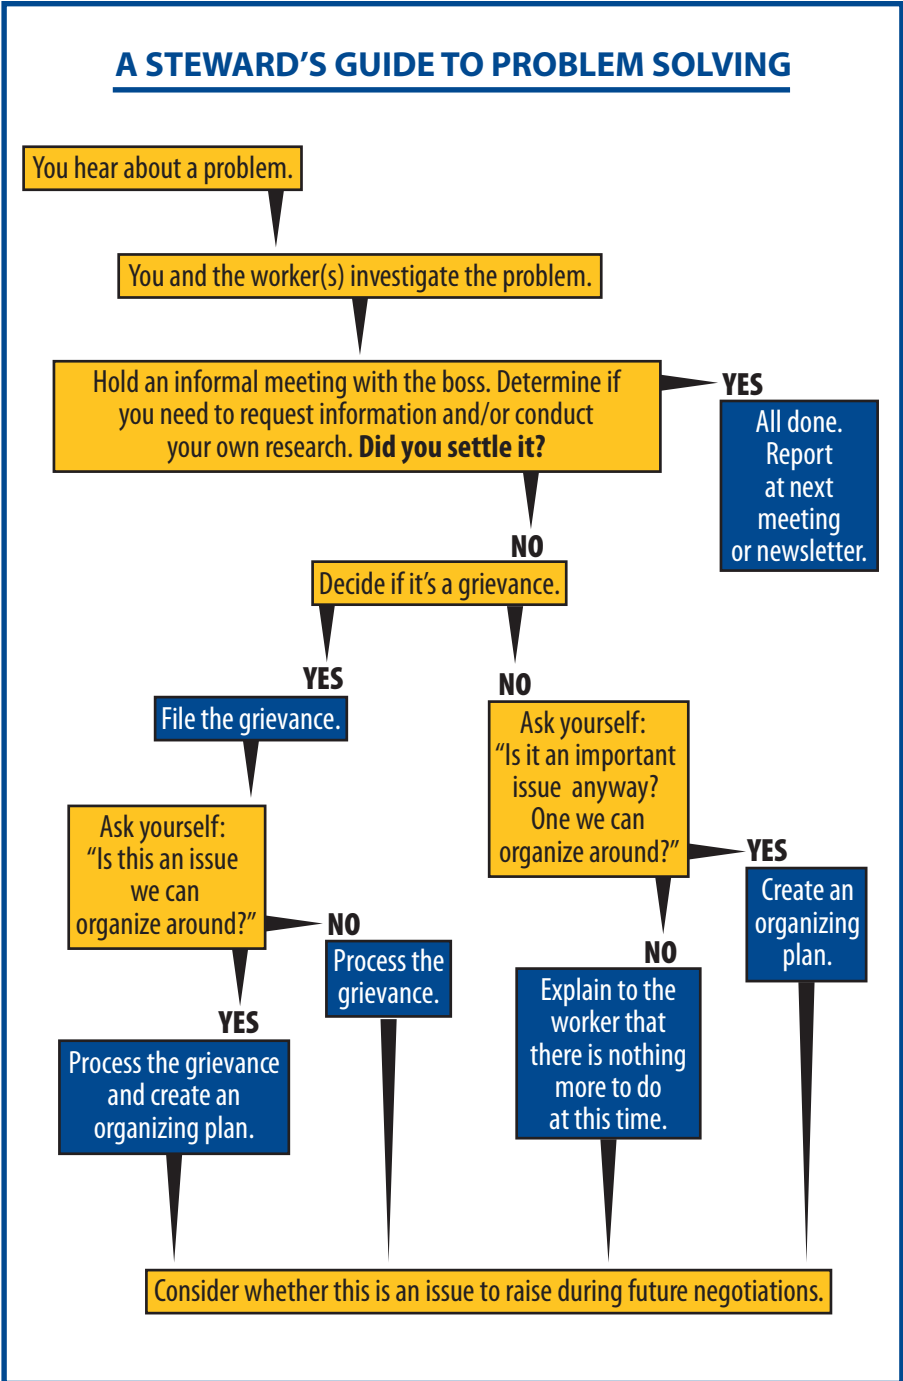 A STEWARD’S GUIDE TO PROBLEM SOLVING
You hear about a problem.
You and the worker(s) investigate the problem.
Hold an informal meeting with the boss. Determine if
you need to request information and/or conduct
your own research. Did you settle it?
YES
All done.
Report
at next
meeting
or newsletter.
NO
Decide if it’s a grievance.
YES
File the grievance.
Ask yourself:
“Is this an issue
we can
organize around?”
NO
Process the
grievance.
YES
Process the grievance
and create an
organizing plan.
NO
Ask yourself:
“Is it an important
issue anyway?
One we can
organize around?”
YES
Create an
organizing
plan.
NO
Explain to the
worker that
there is nothing
more to do
at this time.
Consider whether this is an issue to raise during future negotiations.